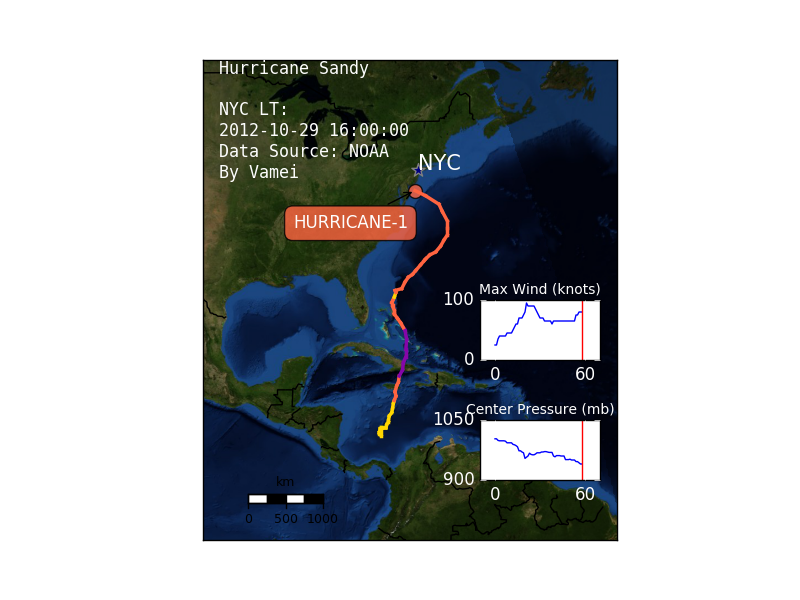 Hurricane Sandy
NYC LT:
2012-10-29 16:00:00
Data Source: NOAA
By Vamei
NYC
HURRICANE-1
Max Wind (knots)
100
0
0 60
Center Pressure (mb)
1050
900
0 60
km
0 500 1000